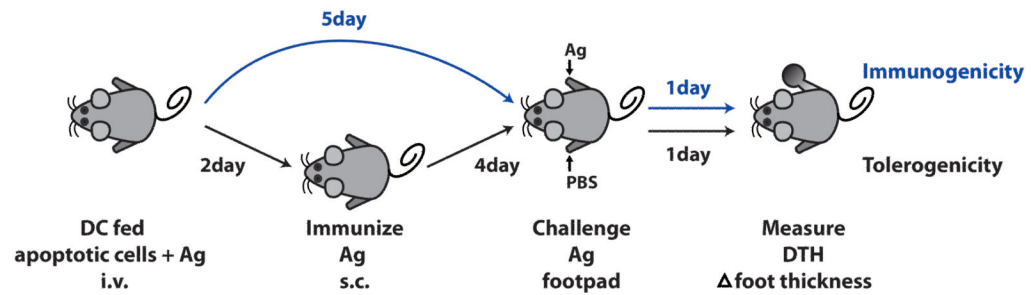 5day
Ag
Immunogenicity
1day
2day
4day
1day
PBS
Tolerogenicity
DC fed
apoptotic cells + Ag
i.v.
Immunize
Ag
s.c.
Challenge
Ag
footpad
Measure
DTH
Δ foot thickness